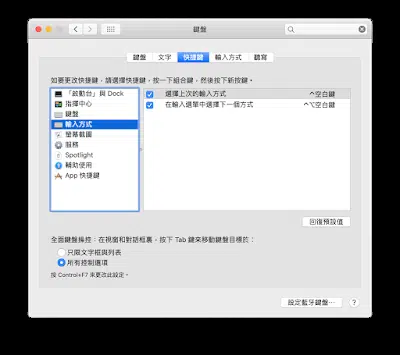 鍵盤
鍵盤
文字
快速鍵
輸入方式
聽寫
如要更改快捷鍵，請選擇快捷鍵，按一下組合鍵，然後按下新按鍵。
「啟動台」與 Dock
指揮中心
鍵盤
輸入方式
螢幕截圖
服務
Spotlight
輔助使用
App 快捷鍵
選擇上次的輸入方式 ^空白鍵
在輸入選單中選擇下一個方式 ^⌥空白鍵
回復預設值
全面鍵盤操控：在視窗和對話框裏，按下 Tab 鍵來移動鍵盤目標於：
只限文字框與列表
所有控制選項
按 Control+F7 來更改此設定。
設定藍牙鍵盤⋯
?